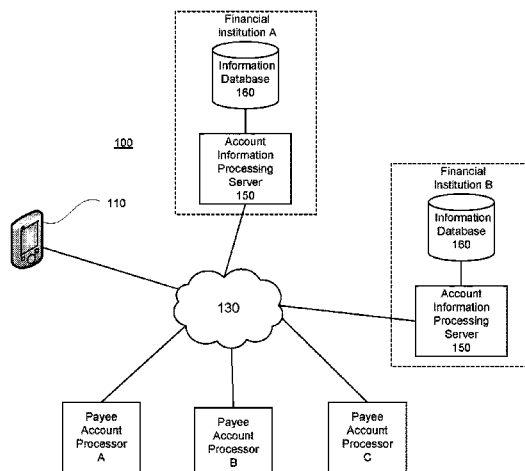 Financial
Institution A
Information
Database
160
100
Account
Information
Processing
Server
150
110
Financial
Institution B
Information
Database
160
130
Account
Information
Processing
Server
150
Payee
Account
Processor
A
Payee
Account
Processor
B
Payee
Account
Processor
C